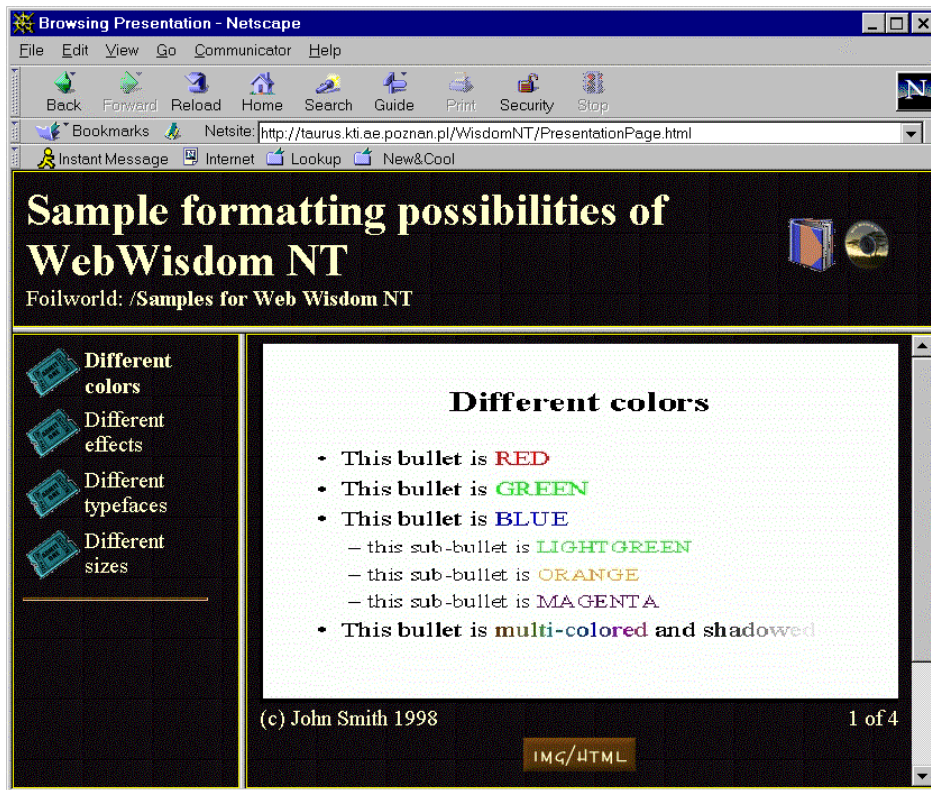 Browsing Presentation - Netscape
File Edit View Go Communicator Help
Back Forward Reload Home Search Guide Print Security Stop
N
Bookmarks Netsite: http://taurus.kti.ae.poznan.pl/WisdomNT/PresentationPage.html
Instant Message Internet Lookup New&Cool
Sample formatting possibilities of
WebWisdom NT
Foilworld: /Samples for Web Wisdom NT
Different
colors
Different
effects
Different
typefaces
Different
sizes
Different colors
• This bullet is RED
• This bullet is GREEN
• This bullet is BLUE
– this sub-bullet is LIGHTGREEN
– this sub-bullet is ORANGE
– this sub-bullet is MAGENTA
• This bullet is multi-colored and shadowed
(c) John Smith 1998 1 of 4
IMG/HTML